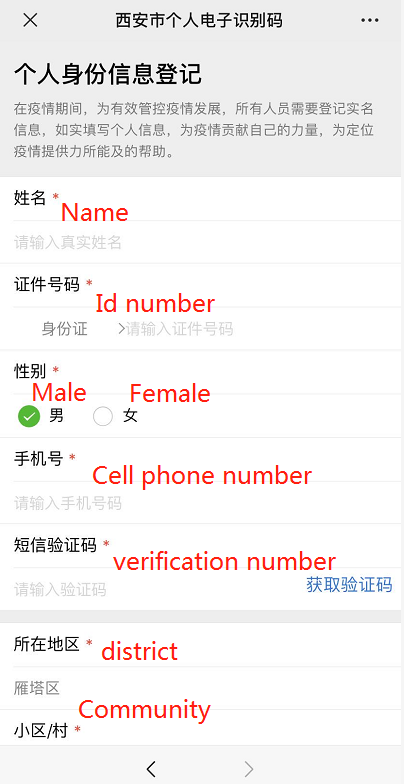 西安市个人电子识别码
个人身份信息登记
在疫情期间，为有效管控疫情发展，所有人员需要登记实名
信息，如实填写个人信息，为疫情贡献自己的力量，为定位
疫情提供力所能及的帮助。
姓名 *
Name
请输入真实姓名
证件号码 *
Id number
身份证 请输入证件号码
性别 *
Male Female
男 女
手机号 *
Cell phone number
请输入手机号码
短信验证码 *
verification number
请输入验证码 获取验证码
所在地区 *
district
雁塔区
Community
小区/村 *